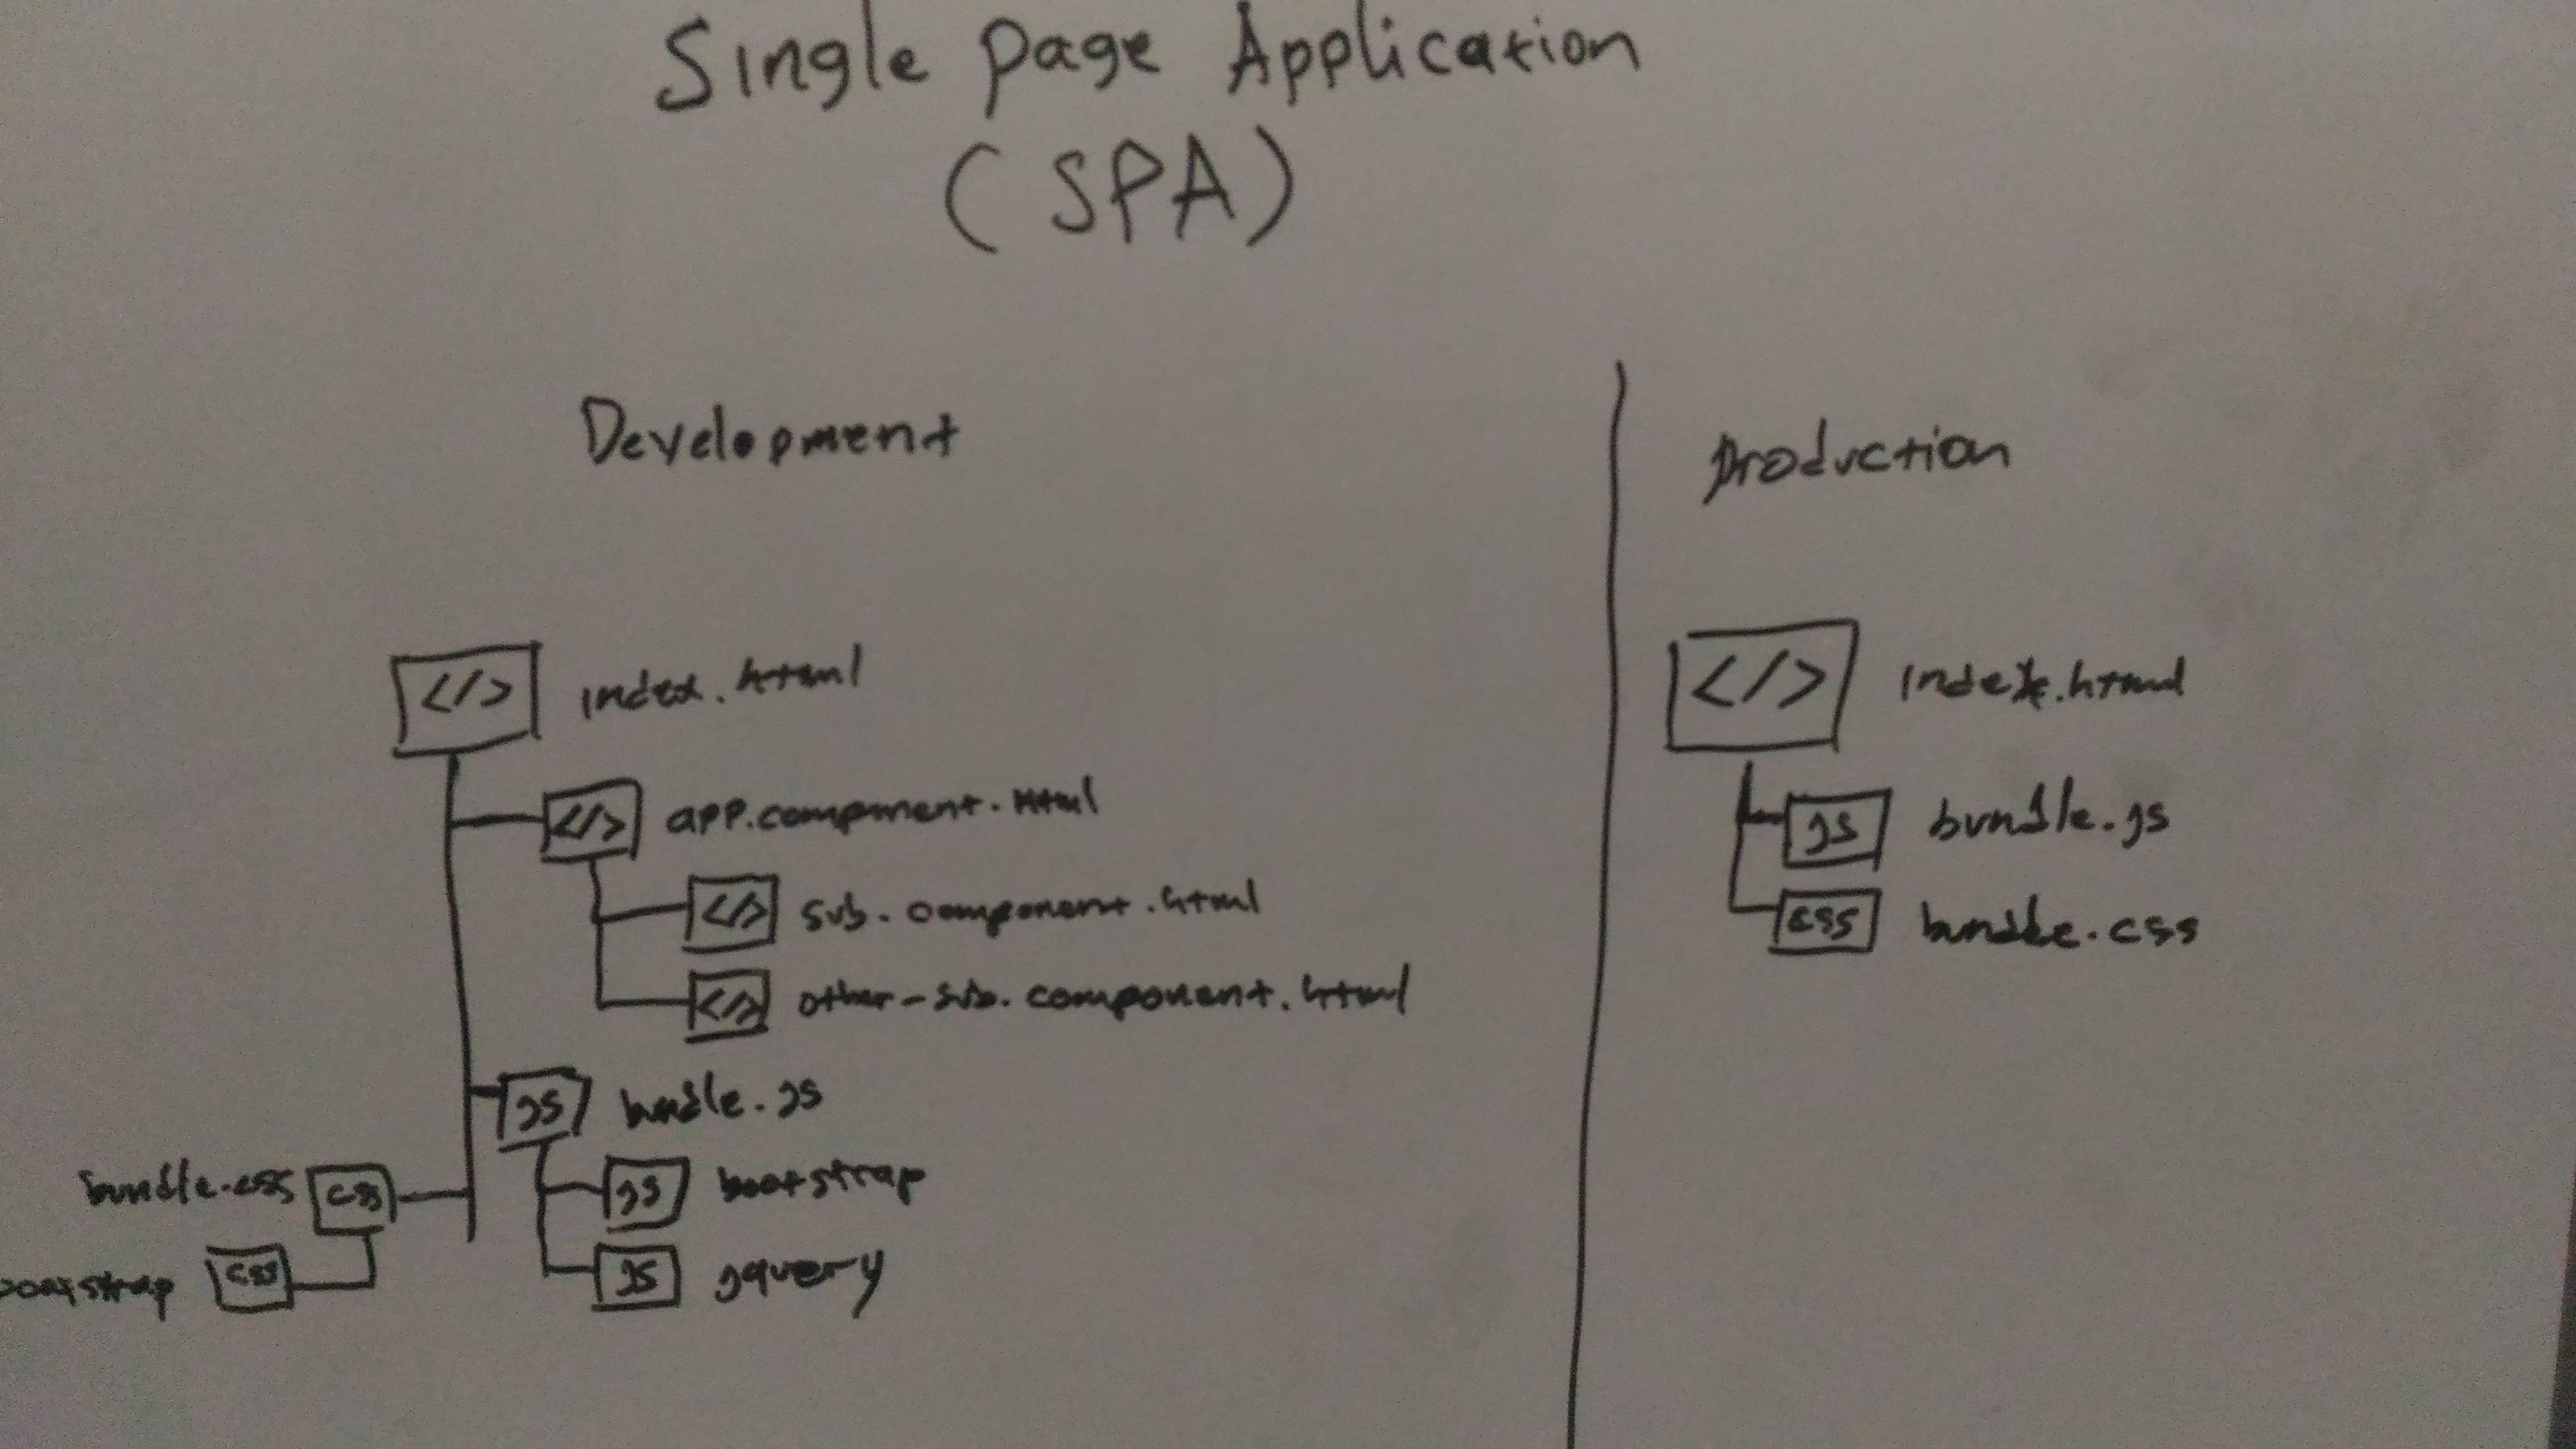 Single Page Application
(SPA)
Development
</> index.html
</> app.component.html
</> sub.component.html
</> other-sub.component.html
JS bundle.js
bundle.css css
JS bootstrap
bootstrap css
JS jquery
Production
</> index.html
JS bundle.js
css bundle.css